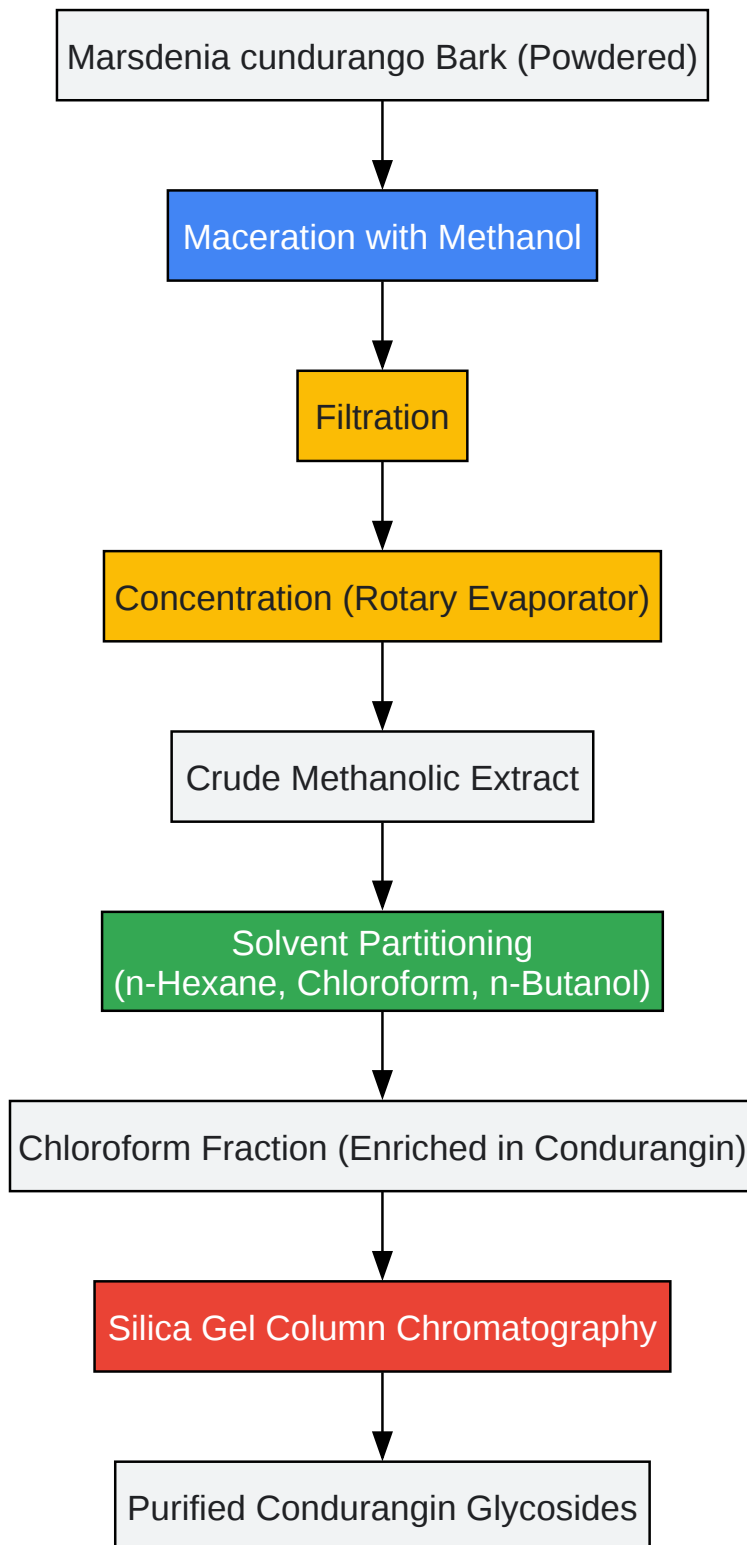 Marsdenia cundurango Bark (Powdered)
Maceration with Methanol
Filtration
Concentration (Rotary Evaporator)
Crude Methanolic Extract
Solvent Partitioning
(n-Hexane, Chloroform, n-Butanol)
Chloroform Fraction (Enriched in Condurangin)
Silica Gel Column Chromatography
Purified Condurangin Glycosides